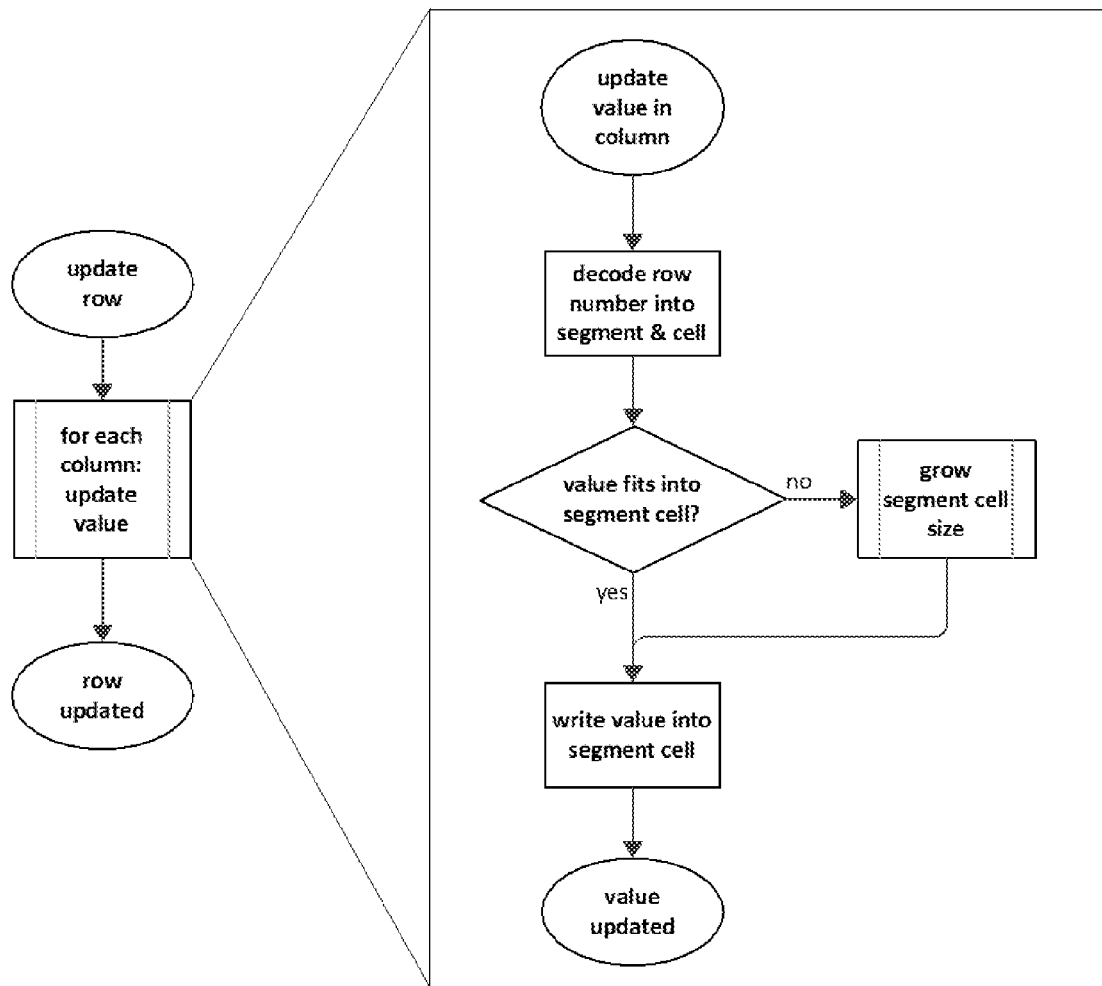 update
row
for each
column:
update
value
row
updated
update
value in
column
decode row
number into
segment & cell
value fits into
segment cell?
no
grow
segment cell
size
yes
write value into
segment cell
value
updated